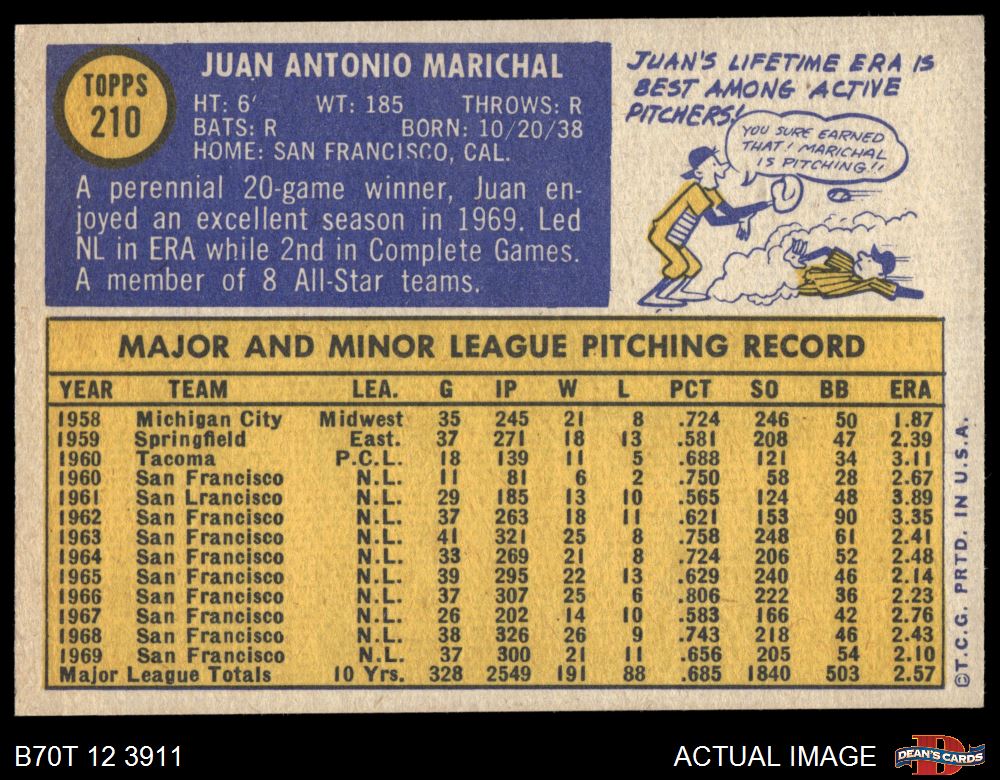 TOPPS
210
JUAN ANTONIO MARICHAL
HT: 6' WT: 185 THROWS: R
BATS: R BORN: 10/20/38
HOME: SAN FRANCISCO, CAL.
A perennial 20-game winner, Juan en-
joyed an excellent season in 1969. Led
NL in ERA while 2nd in Complete Games.
A member of 8 All-Star teams.
JUAN'S LIFETIME ERA IS
BEST AMONG ACTIVE
PITCHERS!
YOU SURE EARNED
THAT! MARICHAL
IS PITCHING!!
MAJOR AND MINOR LEAGUE PITCHING RECORD
YEAR TEAM LEA. G IP W L PCT SO BB ERA
1958 Michigan City Midwest 35 245 21 8 .724 246 50 1.87
1959 Springfield East. 37 271 18 13 .581 208 47 2.39
1960 Tacoma P.C.L. 18 139 11 5 .688 121 34 3.11
1960 San Francisco N.L. 11 81 6 2 .750 58 28 2.67
1961 San Lrancisco N.L. 29 185 13 10 .565 124 48 3.89
1962 San Francisco N.L. 37 263 18 11 .621 153 90 3.35
1963 San Francisco N.L. 41 321 25 8 .758 248 61 2.41
1964 San Francisco N.L. 33 269 21 8 .724 206 52 2.48
1965 San Francisco N.L. 39 295 22 13 .629 240 46 2.14
1966 San Francisco N.L. 37 307 25 6 .806 222 36 2.23
1967 San Francisco N.L. 26 202 14 10 .583 166 42 2.76
1968 San Francisco N.L. 38 326 26 9 .743 218 46 2.43
1969 San Francisco N.L. 37 300 21 11 .656 205 54 2.10
Major League Totals 10 Yrs. 328 2549 191 88 .685 1840 503 2.57
©T.C.G. PRTD. IN U.S.A.
B70T 12 3911
ACTUAL IMAGE
DEAN'S CARDS